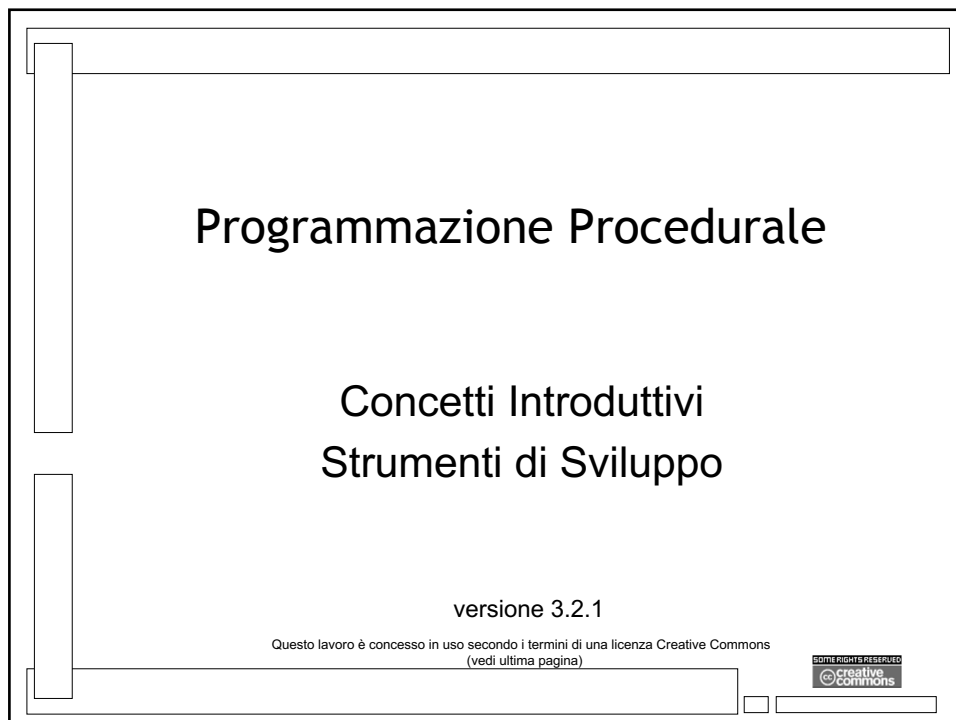 Programmazione Procedurale
Concetti Introduttivi
Strumenti di Sviluppo
versione 3.2.1
Questo lavoro è concesso in uso secondo i termini di una licenza Creative Commons
(vedi ultima pagina)
SOME RIGHTS RESERVED
cc creative
commons